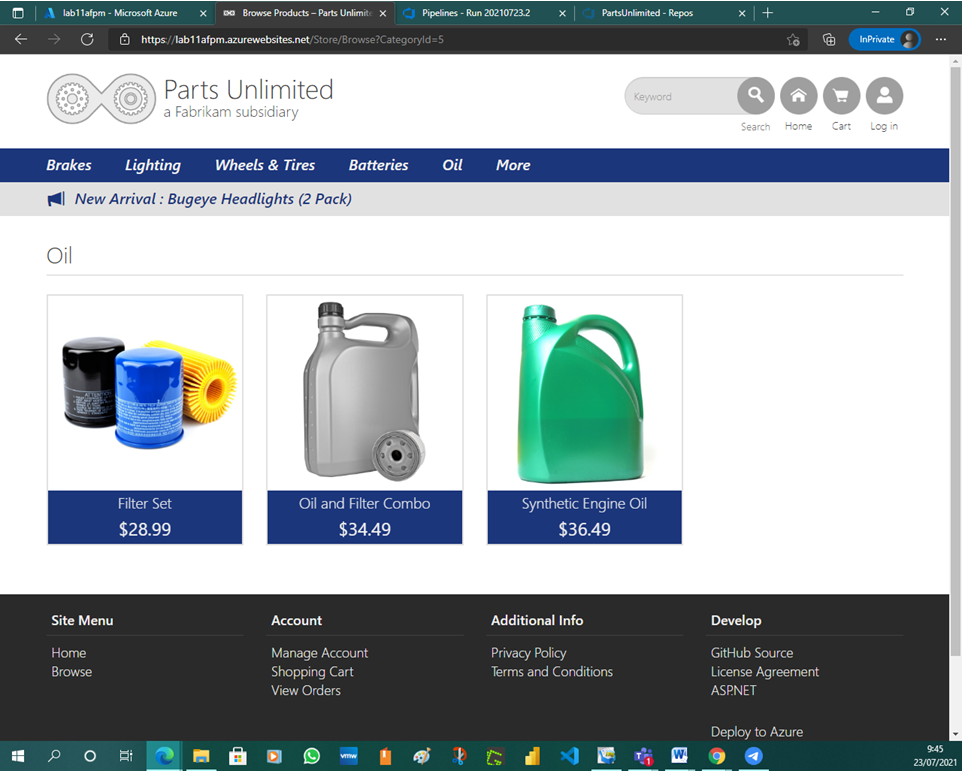 lab11afpm - Microsoft Azure
Browse Products – Parts Unlimite
Pipelines - Run 20210723.2
PartsUnlimited - Repos
https://lab11afpm.azurewebsites.net/Store/Browse?CategoryId=5
InPrivate
Parts Unlimited
a Fabrikam subsidiary
Keyword
Search
Home
Cart
Log in
Brakes
Lighting
Wheels & Tires
Batteries
Oil
More
New Arrival : Bugeye Headlights (2 Pack)
Oil
Filter Set
$28.99
Oil and Filter Combo
$34.49
Synthetic Engine Oil
$36.49
Site Menu
Home
Browse
Account
Manage Account
Shopping Cart
View Orders
Additional Info
Privacy Policy
Terms and Conditions
Develop
GitHub Source
License Agreement
ASP.NET
Deploy to Azure
vmw
9:45
23/07/2021